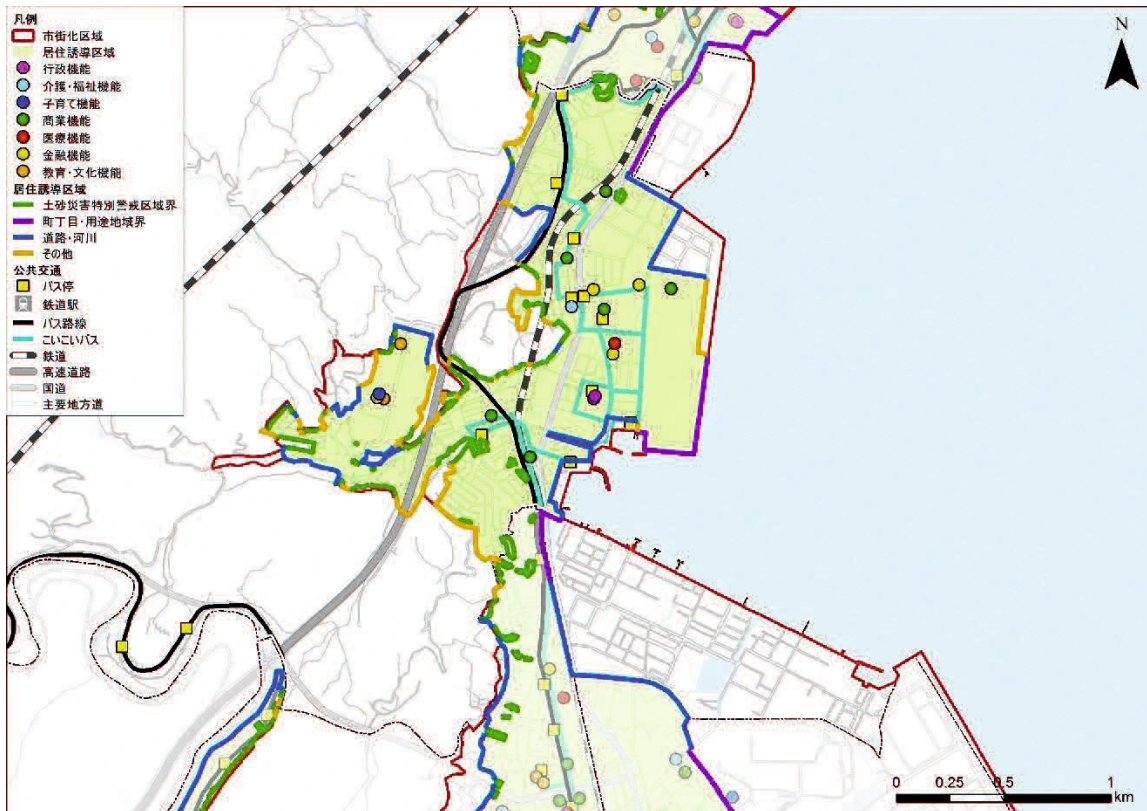 凡例
市街化区域
居住誘導区域
行政機能
介護・福祉機能
子育て機能
商業機能
医療機能
金融機能
教育・文化機能
居住誘導区域
土砂災害特別警戒区域界
町丁目・用途地域界
道路・河川
その他
公共交通
バス停
鉄道駅
バス路線
こいこいバス
鉄道
高速道路
国道
主要地方道
N
0 0.25 0.5 1
km